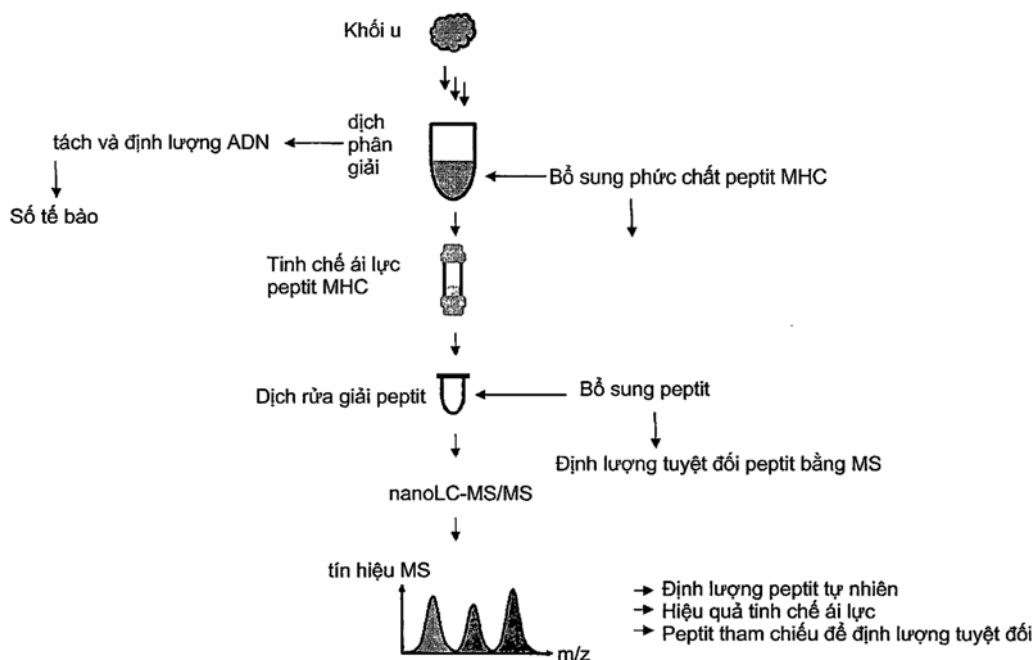 Khối u
dịch
phân
giải
tách và định lượng ADN
Số tế bào
Bổ sung phức chất peptit MHC
Tinh chế ái lực
peptit MHC
Dịch rửa giải peptit
Bổ sung peptit
Định lượng tuyệt đối peptit bằng MS
nanoLC-MS/MS
tín hiệu MS
m/z
Định lượng peptit tự nhiên
Hiệu quả tinh chế ái lực
Peptit tham chiếu để định lượng tuyệt đối